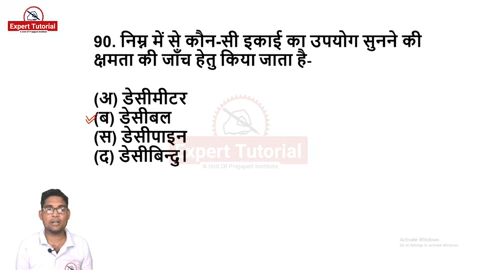 Expert Tutorial
90. निम्न में से कौन-सी इकाई का उपयोग सुनने की
क्षमता की जाँच हेतु किया जाता है-
(अ) डेसीमीटर
(ब) डेसीबल
(स) डेसीपाइन
(द) डेसीबिन्दु।
Expert Tutorial
Activate Windows